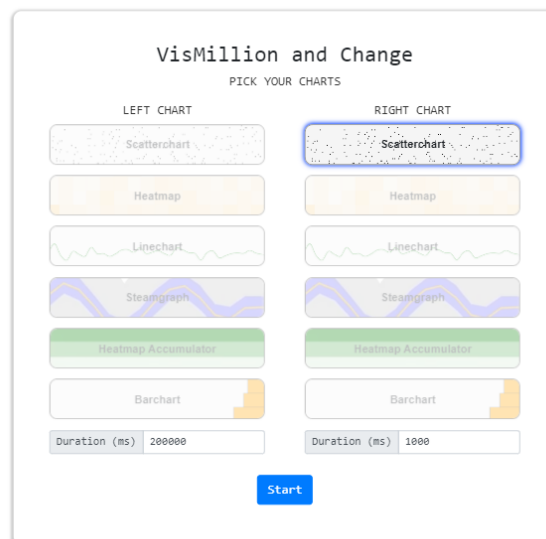 VisMillion and Change
PICK YOUR CHARTS
LEFT CHART
Scatterchart
Heatmap
Linechart
Steamgraph
Heatmap Accumulator
Barchart
Duration (ms) 200000
RIGHT CHART
Scatterchart
Heatmap
Linechart
Steamgraph
Heatmap Accumulator
Barchart
Duration (ms) 1000
Start